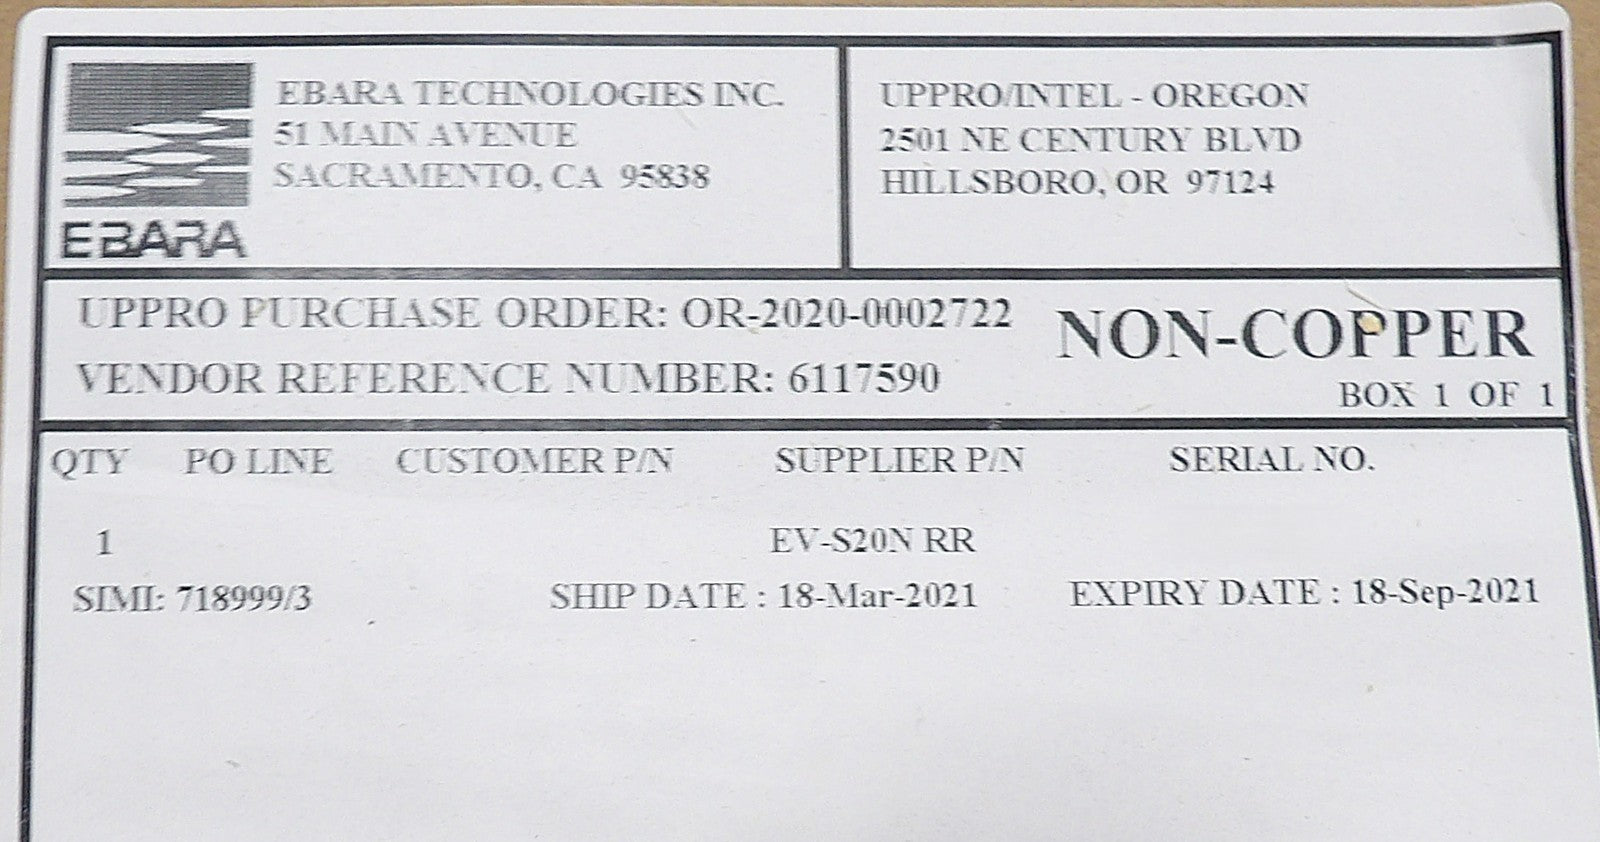 EBARA TECHNOLOGIES INC.
51 MAIN AVENUE
SACRAMENTO, CA 95838
EBARA
UPPRO/INTEL - OREGON
2501 NE CENTURY BLVD
HILLSBORO, OR 97124
UPPRO PURCHASE ORDER: OR-2020-0002722
VENDOR REFERENCE NUMBER: 6117590
NON-COPPER
BOX 1 OF 1
QTY PO LINE CUSTOMER P/N SUPPLIER P/N SERIAL NO.
1 EV-S20N RR
SIMI: 718999/3 SHIP DATE : 18-Mar-2021 EXPIRY DATE : 18-Sep-2021